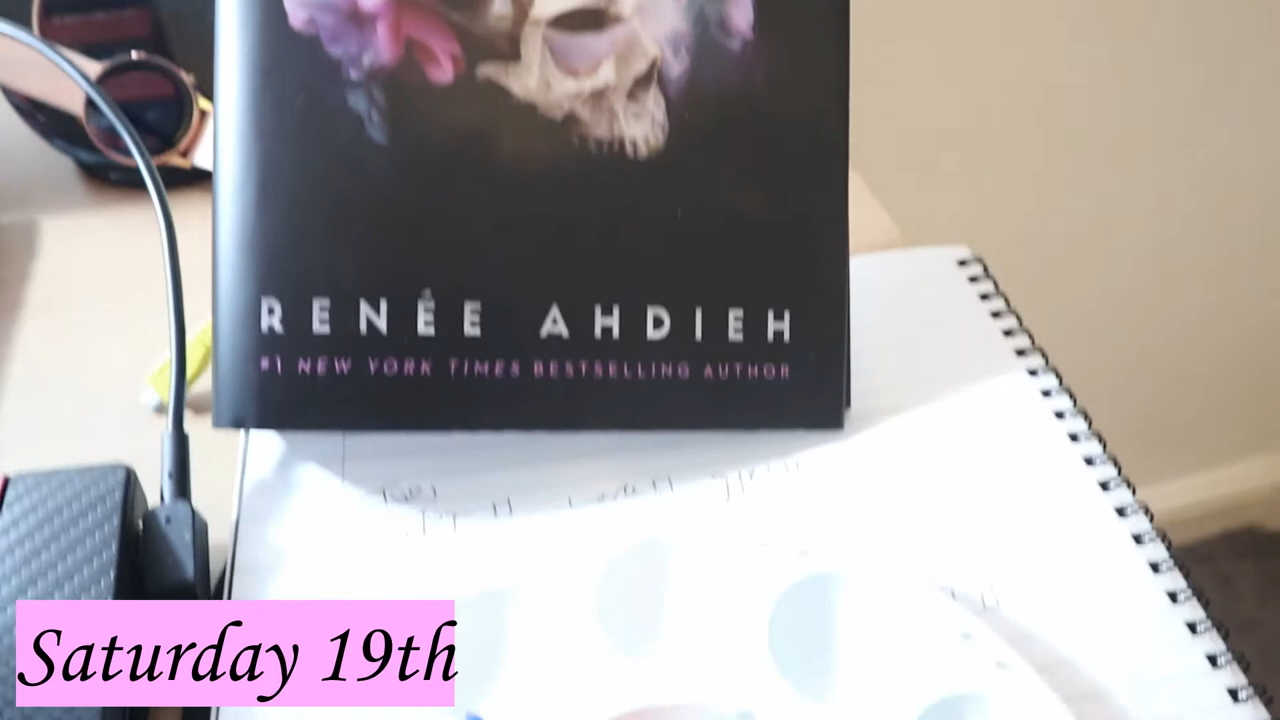 RENÉE AHDIEH
#1 NEW YORK TIMES BESTSELLING AUTHOR
Saturday 19th